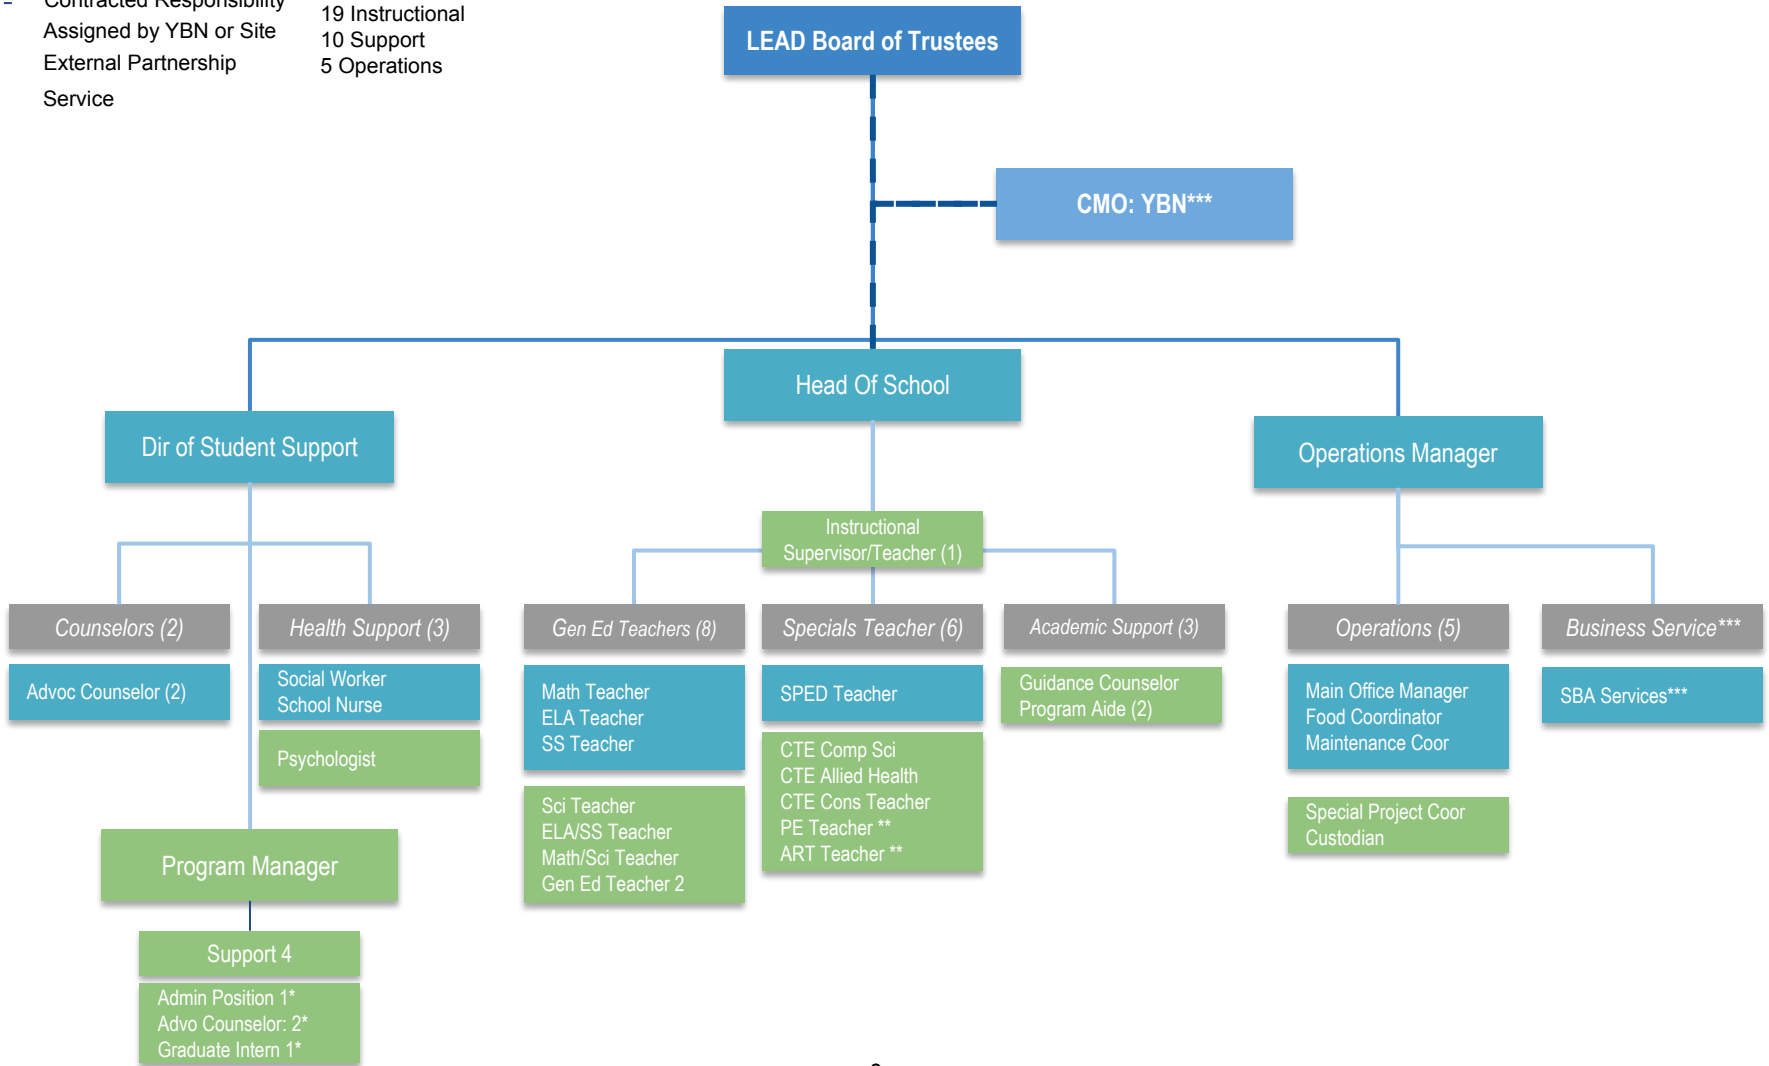 Contracted Responsibility
Assigned by YBN or Site
External Partnership
Service
19 Instructional
10 Support
5 Operations
LEAD Board of Trustees
CMO: YBN***
Head Of School
Dir of Student Support
Operations Manager
Instructional
Supervisor/Teacher (1)
Counselors (2)
Health Support (3)
Gen Ed Teachers (8)
Specials Teacher (6)
Academic Support (3)
Operations (5)
Business Service***
Advoc Counselor (2)
Social Worker
School Nurse
Psychologist
Math Teacher
ELA Teacher
SS Teacher
Sci Teacher
ELA/SS Teacher
Math/Sci Teacher
Gen Ed Teacher 2
SPED Teacher
CTE Comp Sci
CTE Allied Health
CTE Cons Teacher
PE Teacher **
ART Teacher **
Guidance Counselor
Program Aide (2)
Main Office Manager
Food Coordinator
Maintenance Coor
Special Project Coor
Custodian
SBA Services***
Program Manager
Support 4
Admin Position 1*
Advo Counselor: 2*
Graduate Intern 1*